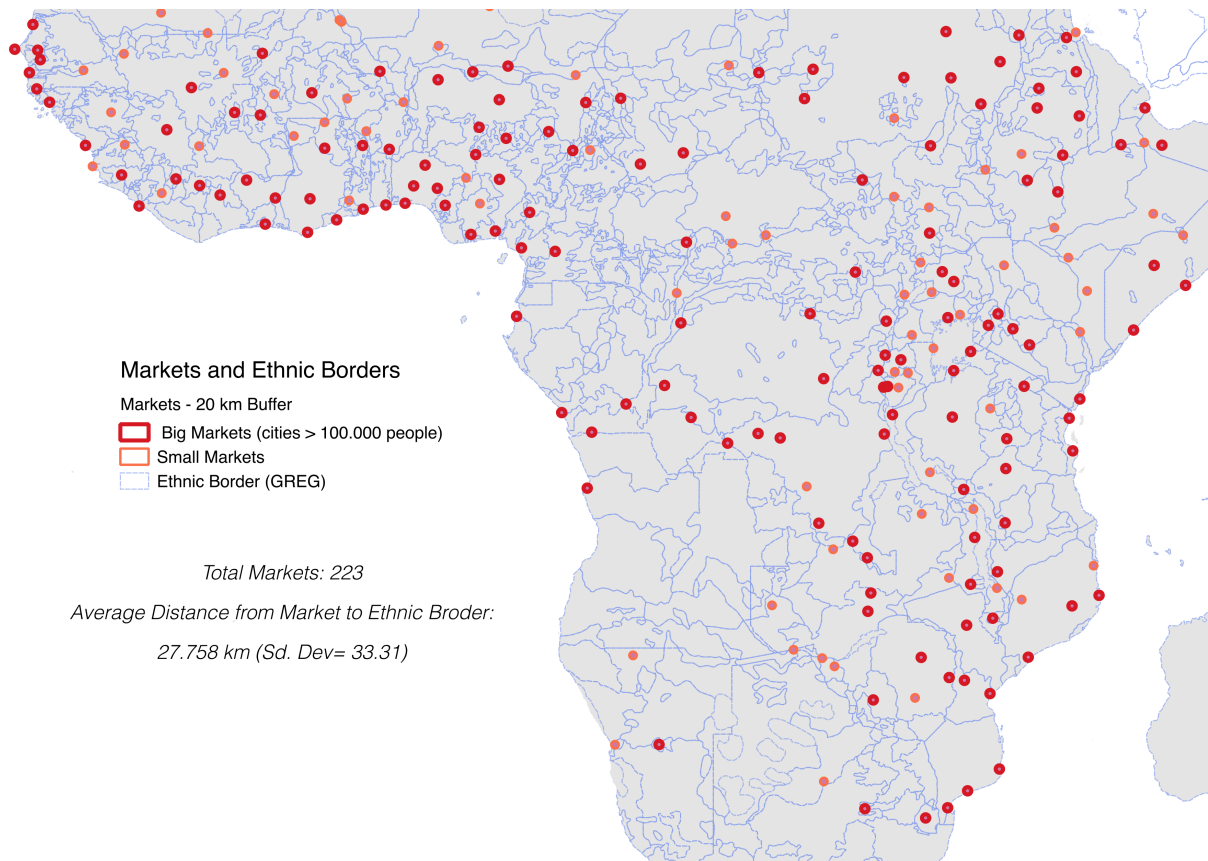 Markets and Ethnic Borders
Markets - 20 km Buffer
Big Markets (cities > 100.000 people)
Small Markets
Ethnic Border (GREG)
Total Markets: 223
Average Distance from Market to Ethnic Broder:
27.758 km (Sd. Dev= 33.31)